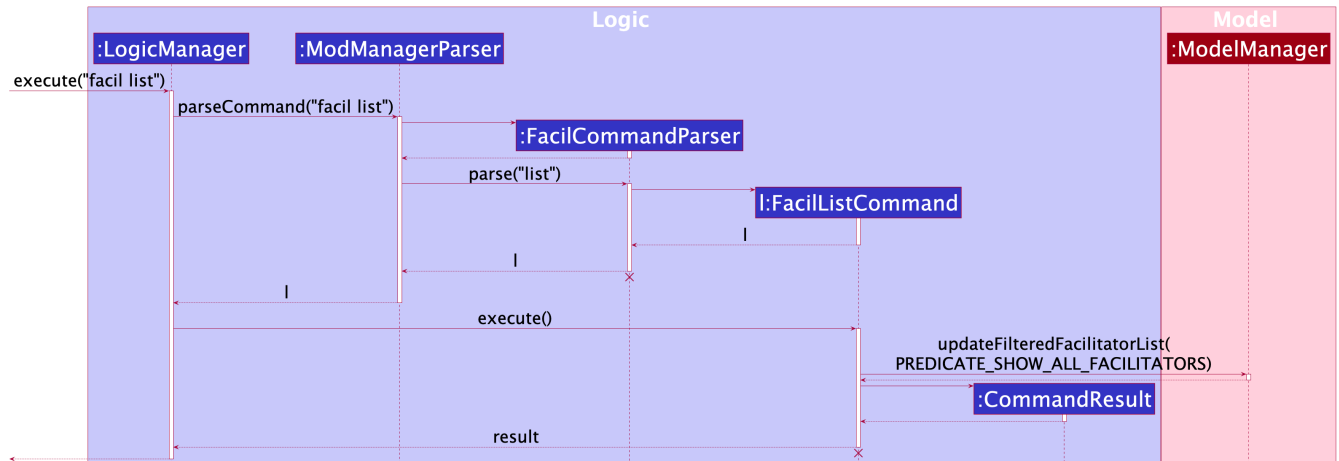 Logic
Model
:LogicManager
:ModManagerParser
:ModelManager
execute("facil list")
parseCommand("facil list")
:FacilCommandParser
parse("list")
l:FacilListCommand
l
l
l
execute()
updateFilteredFacilitatorList(
PREDICATE_SHOW_ALL_FACILITATORS)
:CommandResult
result